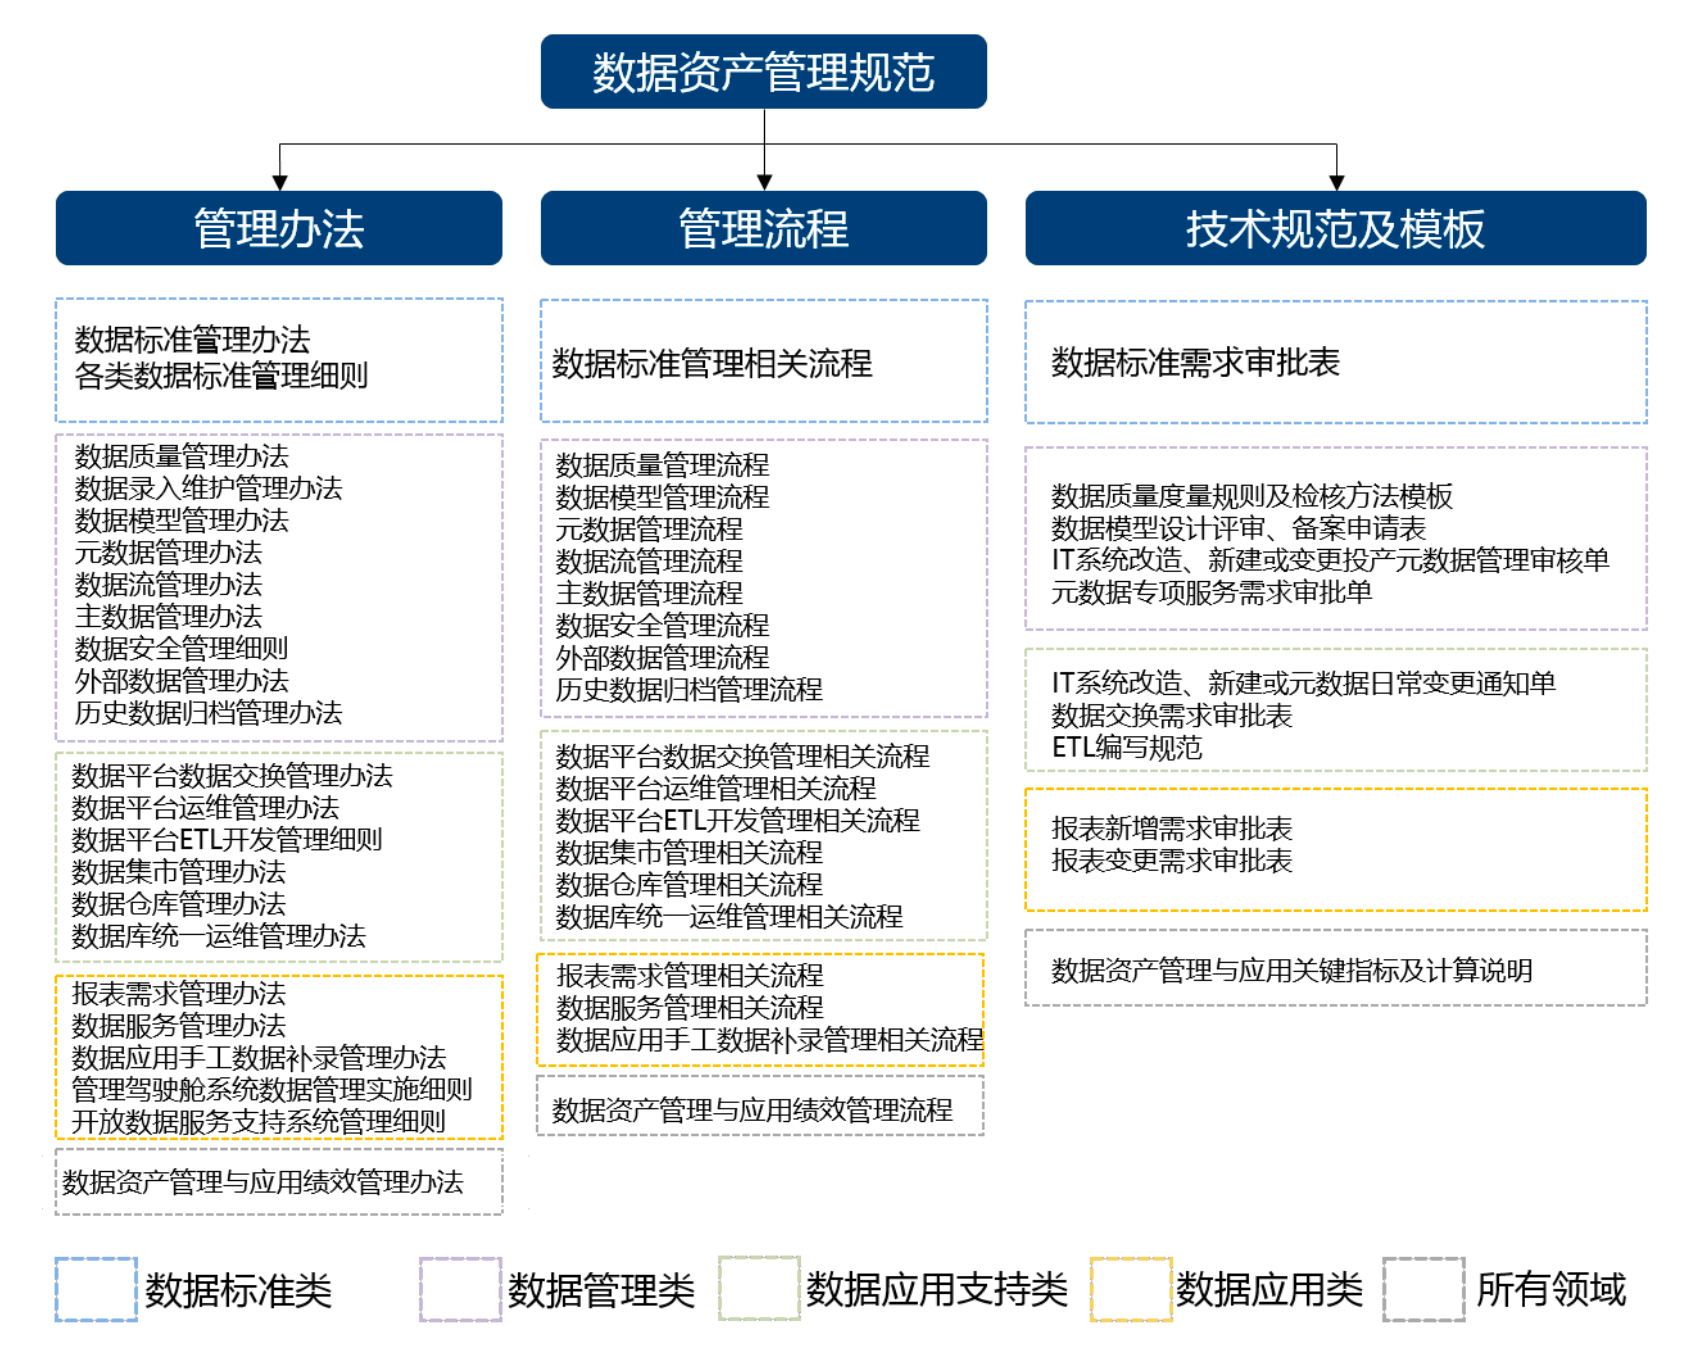 数据资产管理规范
管理办法
管理流程
技术规范及模板
数据标准管理办法
各类数据标准管理细则
数据质量管理办法
数据录入维护管理办法
数据模型管理办法
元数据管理办法
数据流管理办法
主数据管理办法
数据安全管理细则
外部数据管理办法
历史数据归档管理办法
数据平台数据交换管理办法
数据平台运维管理办法
数据平台ETL开发管理细则
数据集市管理办法
数据仓库管理办法
数据库统一运维管理办法
报表需求管理办法
数据服务管理办法
数据应用手工数据补录管理办法
管理驾驶舱系统数据管理实施细则
开放数据服务支持系统管理细则
数据资产管理与应用绩效管理办法
数据标准管理相关流程
数据质量管理流程
数据模型管理流程
元数据管理流程
数据流管理流程
主数据管理流程
数据安全管理流程
外部数据管理流程
历史数据归档管理流程
数据平台数据交换管理相关流程
数据平台运维管理相关流程
数据平台ETL开发管理相关流程
数据集市管理相关流程
数据仓库管理相关流程
数据库统一运维管理相关流程
报表需求管理相关流程
数据服务管理相关流程
数据应用手工数据补录管理相关流程
数据资产管理与应用绩效管理流程
数据标准需求审批表
数据质量度量规则及检核方法模板
数据模型设计评审、备案申请表
IT系统改造、新建或变更投产元数据管理审核单
元数据专项服务需求审批单
IT系统改造、新建或元数据日常变更通知单
数据交换需求审批表
ETL编写规范
报表新增需求审批表
报表变更需求审批表
数据资产管理与应用关键指标及计算说明
数据标准类
数据管理类
数据应用支持类
数据应用类
所有领域